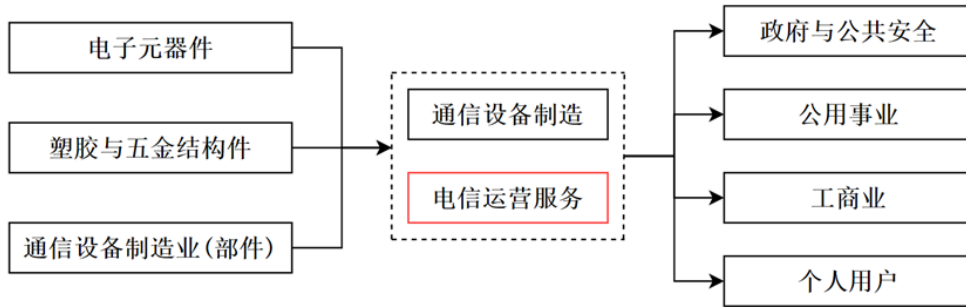 电子元器件
塑胶与五金结构件
通信设备制造业(部件)
通信设备制造
电信运营服务
政府与公共安全
公用事业
工商业
个人用户